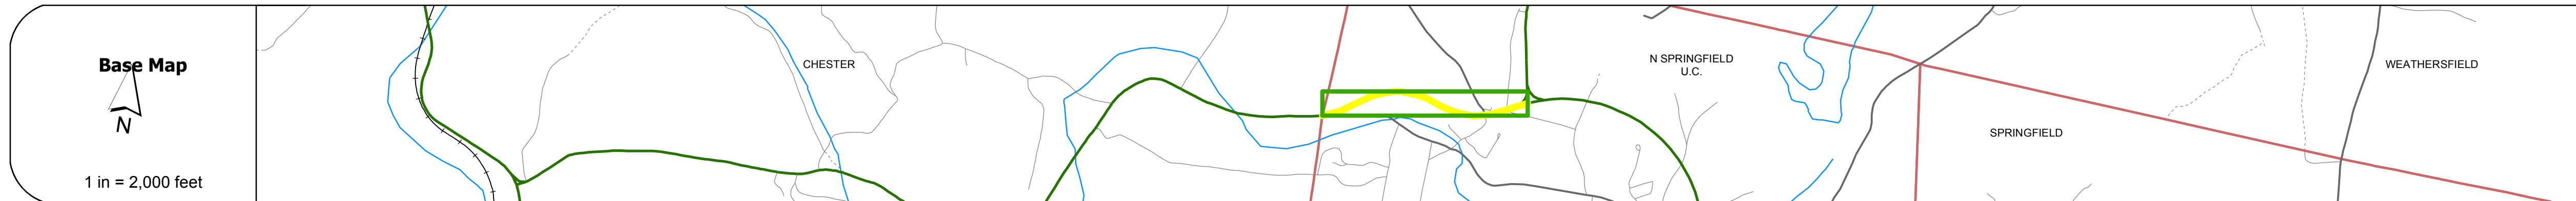 Base Map
N
1 in = 2,000 feet
CHESTER
N SPRINGFIELD
U.C.
SPRINGFIELD
WEATHERSFIELD